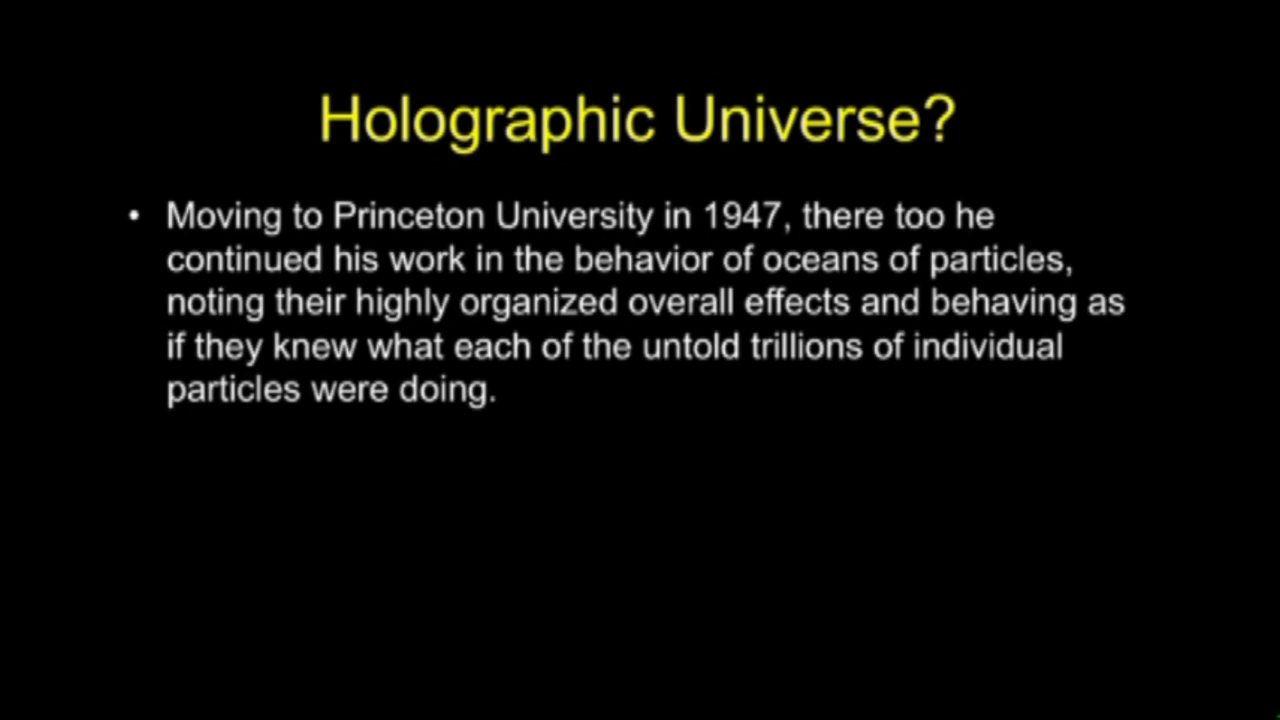 Holographic Universe?
• Moving to Princeton University in 1947, there too he
continued his work in the behavior of oceans of particles,
noting their highly organized overall effects and behaving as
if they knew what each of the untold trillions of individual
particles were doing.